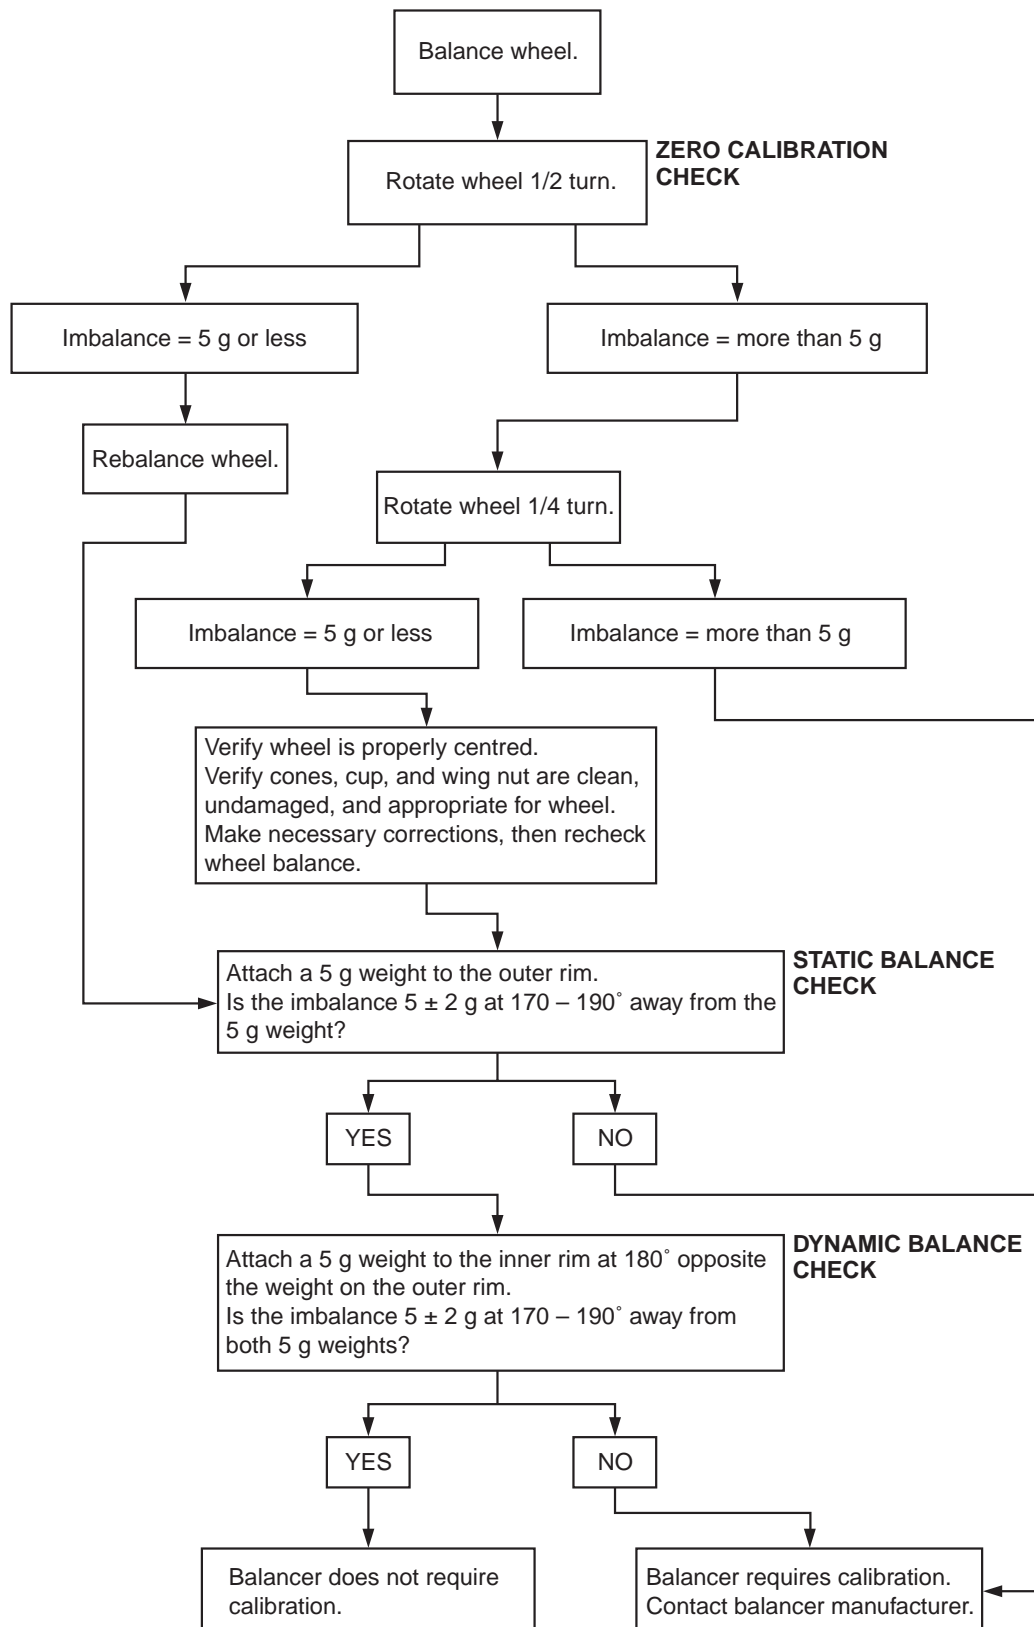 Balance wheel.
ZERO CALIBRATION
CHECK
Rotate wheel 1/2 turn.
Imbalance = 5 g or less
Imbalance = more than 5 g
Rebalance wheel.
Rotate wheel 1/4 turn.
Imbalance = 5 g or less
Imbalance = more than 5 g
Verify wheel is properly centred.
Verify cones, cup, and wing nut are clean,
undamaged, and appropriate for wheel.
Make necessary corrections, then recheck
wheel balance.
STATIC BALANCE
CHECK
Attach a 5 g weight to the outer rim.
Is the imbalance 5 ± 2 g at 170 – 190˚ away from the
5 g weight?
YES
NO
DYNAMIC BALANCE
CHECK
Attach a 5 g weight to the inner rim at 180˚ opposite
the weight on the outer rim.
Is the imbalance 5 ± 2 g at 170 – 190˚ away from
both 5 g weights?
YES
NO
Balancer does not require
calibration.
Balancer requires calibration.
Contact balancer manufacturer.